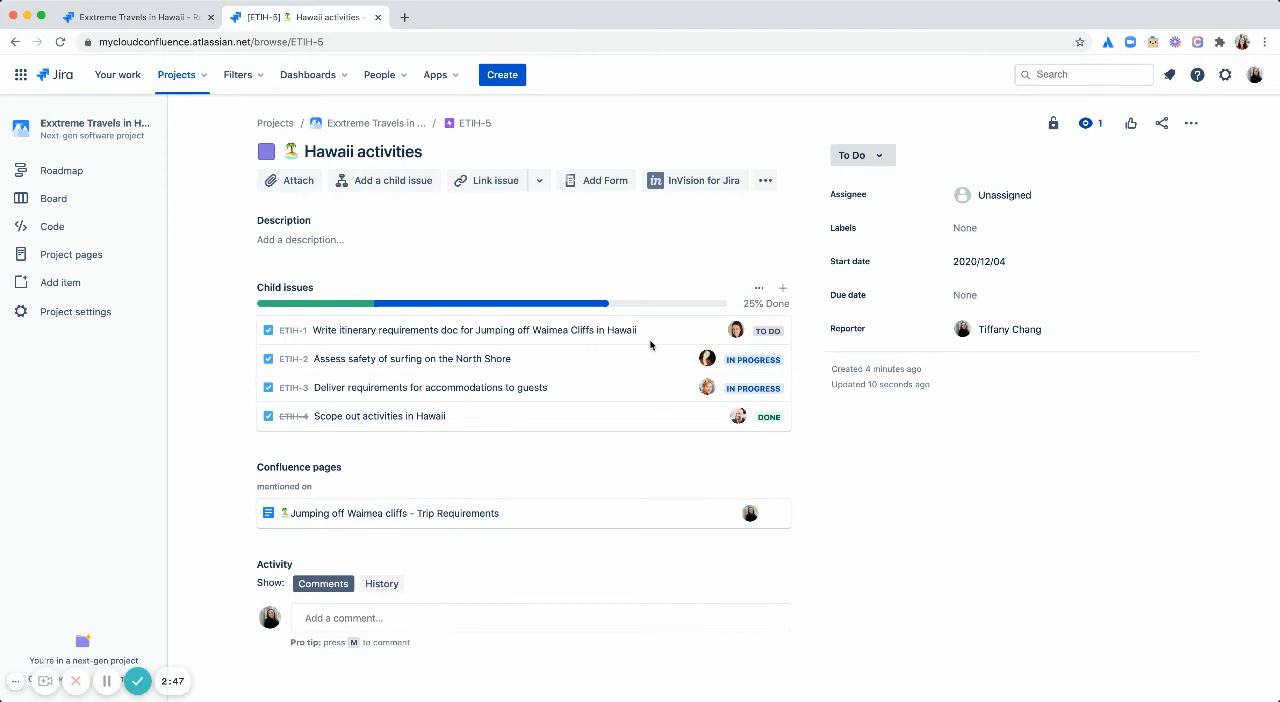 Exxtreme Travels in Hawaii - R
[ETIH-5] 🏝 Hawaii activities -
mycloudconfluence.atlassian.net/browse/ETIH-5
Jira
Your work
Projects
Filters
Dashboards
People
Apps
Create
Search
Exxtreme Travels in H...
Next-gen software project
Roadmap
Board
Code
Project pages
Add item
Project settings
You're in a next-gen project
2:47
Projects / Exxtreme Travels in ... / ETIH-5
🏝 Hawaii activities
Attach
Add a child issue
Link issue
Add Form
in InVision for Jira
Description
Add a description...
Child issues
25% Done
ETIH-1 Write itinerary requirements doc for Jumping off Waimea Cliffs in Hawaii TO DO
ETIH-2 Assess safety of surfing on the North Shore IN PROGRESS
ETIH-3 Deliver requirements for accommodations to guests IN PROGRESS
ETIH-4 Scope out activities in Hawaii DONE
Confluence pages
mentioned on
🏝Jumping off Waimea cliffs - Trip Requirements
Activity
Show: Comments History
Add a comment...
Pro tip: press M to comment
1
To Do
Assignee Unassigned
Labels None
Start date 2020/12/04
Due date None
Reporter Tiffany Chang
Created 4 minutes ago
Updated 10 seconds ago